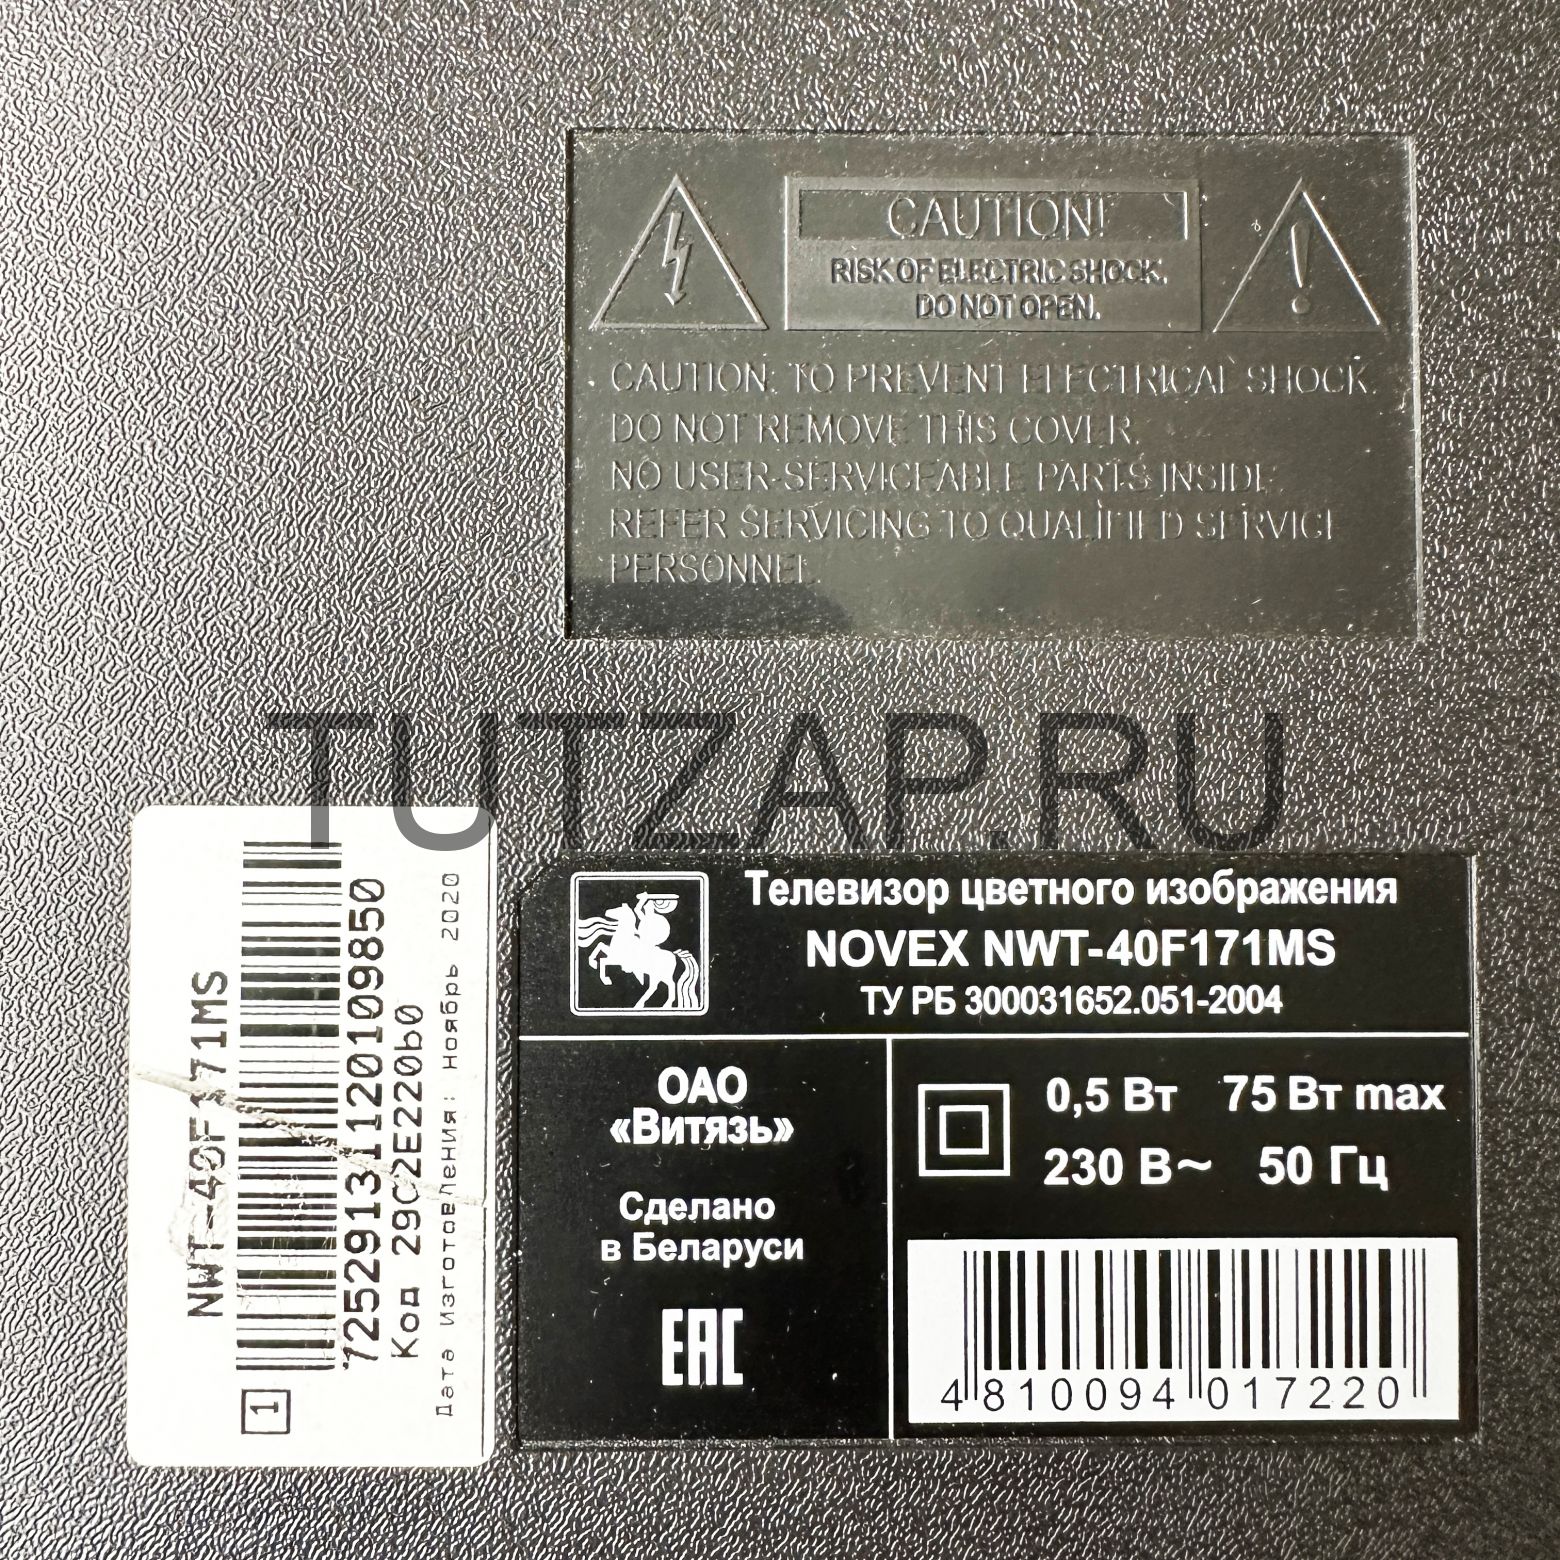 CAUTION!
RISK OF ELECTRIC SHOCK.
DO NOT OPEN.
CAUTION: TO PREVENT ELECTRICAL SHOCK.
DO NOT REMOVE THIS COVER.
NO USER-SERVICEABLE PARTS INSIDE.
REFER SERVICING TO QUALIFIED SERVICE
PERSONNEL.
TUTZAP.RU
NWT-40F171MS
72529131120109850
Код 29C2E220b0
Дата изготовления: Ноябрь 2020
1
Телевизор цветного изображения
NOVEX NWT-40F171MS
ТУ РБ 300031652.051-2004
ОАО
«Витязь»
Сделано
в Беларуси
EAC
0,5 Вт 75 Вт max
230 В~ 50 Гц
4 810094 017220